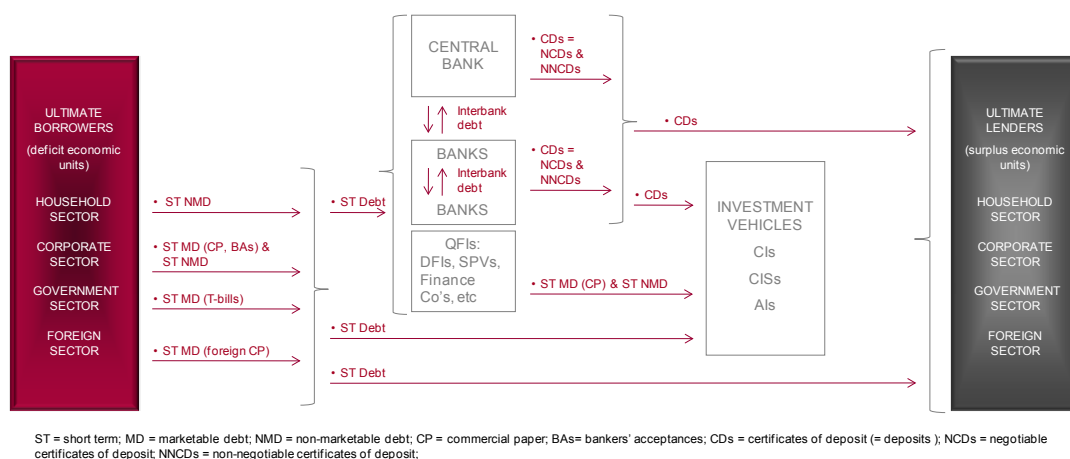 ULTIMATE
BORROWERS
(deficit economic
units)
HOUSEHOLD
SECTOR
CORPORATE
SECTOR
GOVERNMENT
SECTOR
FOREIGN
SECTOR
• ST NMD
• ST MD (CP, BAs) &
ST NMD
• ST MD (T-bills)
• ST MD (foreign CP)
• ST Debt
• ST Debt
• ST Debt
CENTRAL
BANK
Interbank
debt
BANKS
Interbank
debt
BANKS
QFIs:
DFIs, SPVs,
Finance
Co's, etc
• CDs =
NCDs &
NNCDs
• CDs =
NCDs &
NNCDs
• ST MD (CP) & ST NMD
• CDs
• CDs
INVESTMENT
VEHICLES
CIs
CISs
AIs
ULTIMATE
LENDERS
(surplus economic
units)
HOUSEHOLD
SECTOR
CORPORATE
SECTOR
GOVERNMENT
SECTOR
FOREIGN
SECTOR
ST = short term; MD = marketable debt; NMD = non-marketable debt; CP = commercial paper; BAs= bankers' acceptances; CDs = certificates of deposit (= deposits ); NCDs = negotiable
certificates of deposit; NNCDs = non-negotiable certificates of deposit;